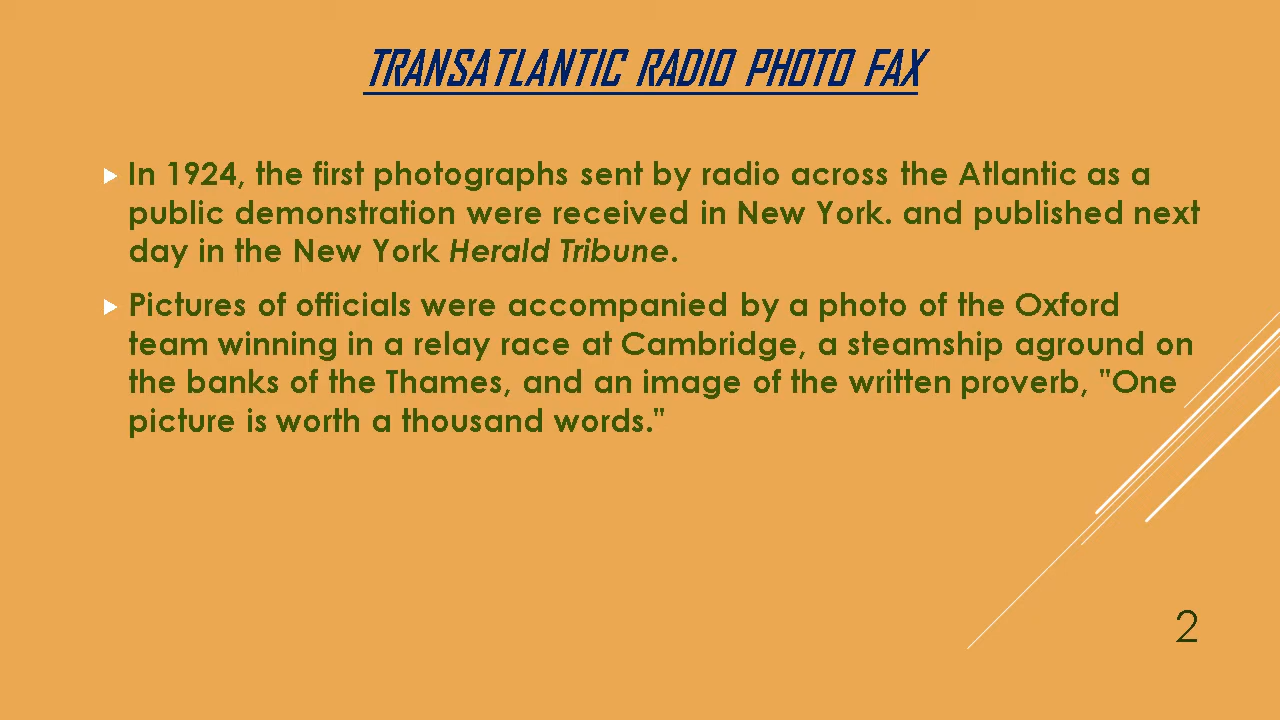 TRANSATLANTIC RADIO PHOTO FAX
In 1924, the first photographs sent by radio across the Atlantic as a
public demonstration were received in New York. and published next
day in the New York Herald Tribune.
Pictures of officials were accompanied by a photo of the Oxford
team winning in a relay race at Cambridge, a steamship aground on
the banks of the Thames, and an image of the written proverb, "One
picture is worth a thousand words."
2